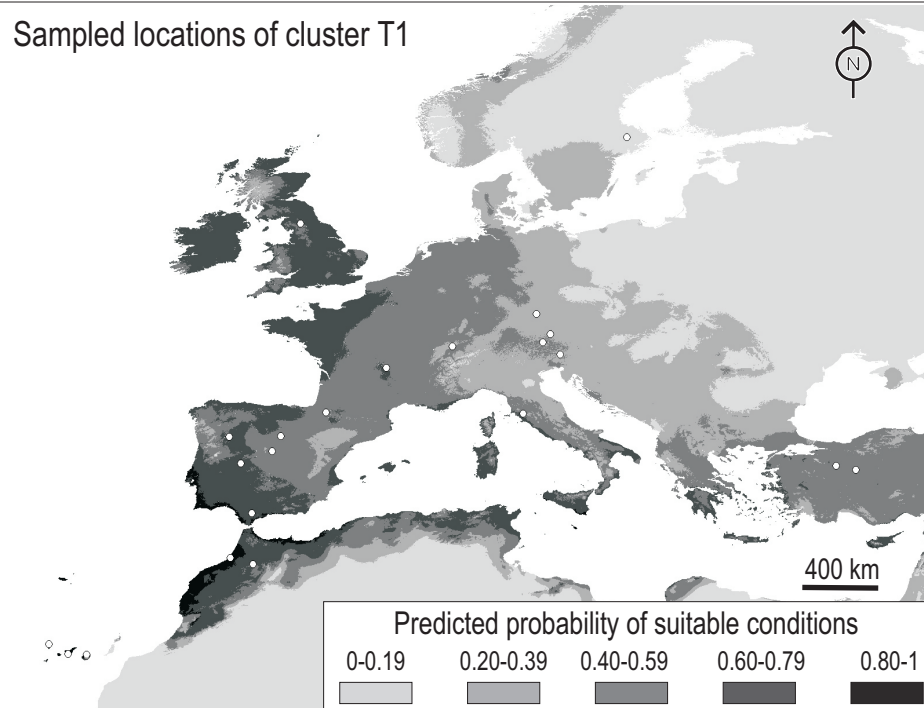 Sampled locations of cluster T1
N
400 km
Predicted probability of suitable conditions
0-0.19 0.20-0.39 0.40-0.59 0.60-0.79 0.80-1